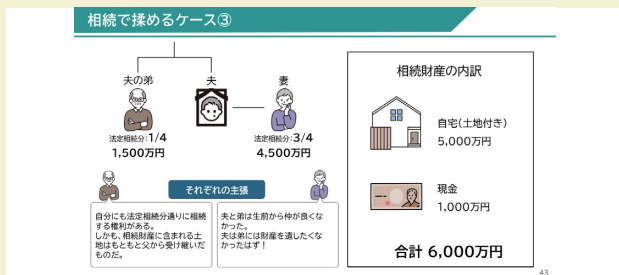 相続で揉めるケース③
夫の弟
夫
妻
法定相続分:1/4
1,500万円
法定相続分:3/4
4,500万円
それぞれの主張
自分にも法定相続分通りに相続
する権利がある。
しかも、相続財産に含まれる土
地はもともと父から受け継いだ
ものだ。
夫と弟は生前から仲が良くな
かった。
夫は弟には財産を遺したくな
かったはず！
相続財産の内訳
自宅(土地付き)
5,000万円
現金
1,000万円
合計 6,000万円
43